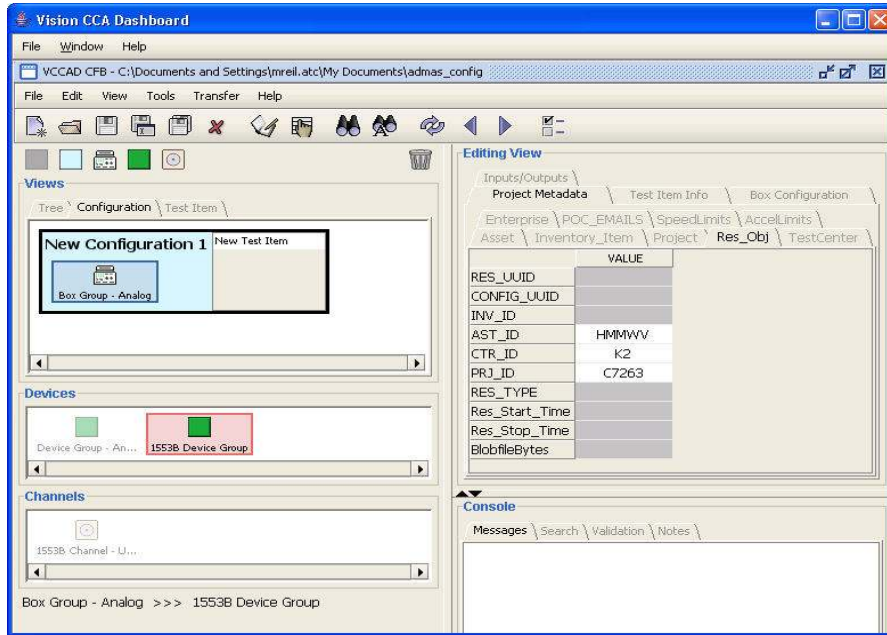 Vision CCA Dashboard
File Window Help
VCCAD CFB - C:\Documents and Settings\mreil.atc\My Documents\admas_config
File Edit View Tools Transfer Help
Views
Tree Configuration Test Item
New Configuration 1
New Test Item
Box Group - Analog
Devices
Device Group - An...
1553B Device Group
Channels
1553B Channel - U...
Box Group - Analog >>> 1553B Device Group
Editing View
Inputs/Outputs
Project Metadata Test Item Info Box Configuration
Enterprise POC_EMAILS SpeedLimits AccelLimits
Asset Inventory_Item Project Res_Obj TestCenter
VALUE
RES_UUID
CONFIG_UUID
INV_ID
AST_ID HMMWV
CTR_ID K2
PRJ_ID C7263
RES_TYPE
Res_Start_Time
Res_Stop_Time
BlobfileBytes
Console
Messages Search Validation Notes